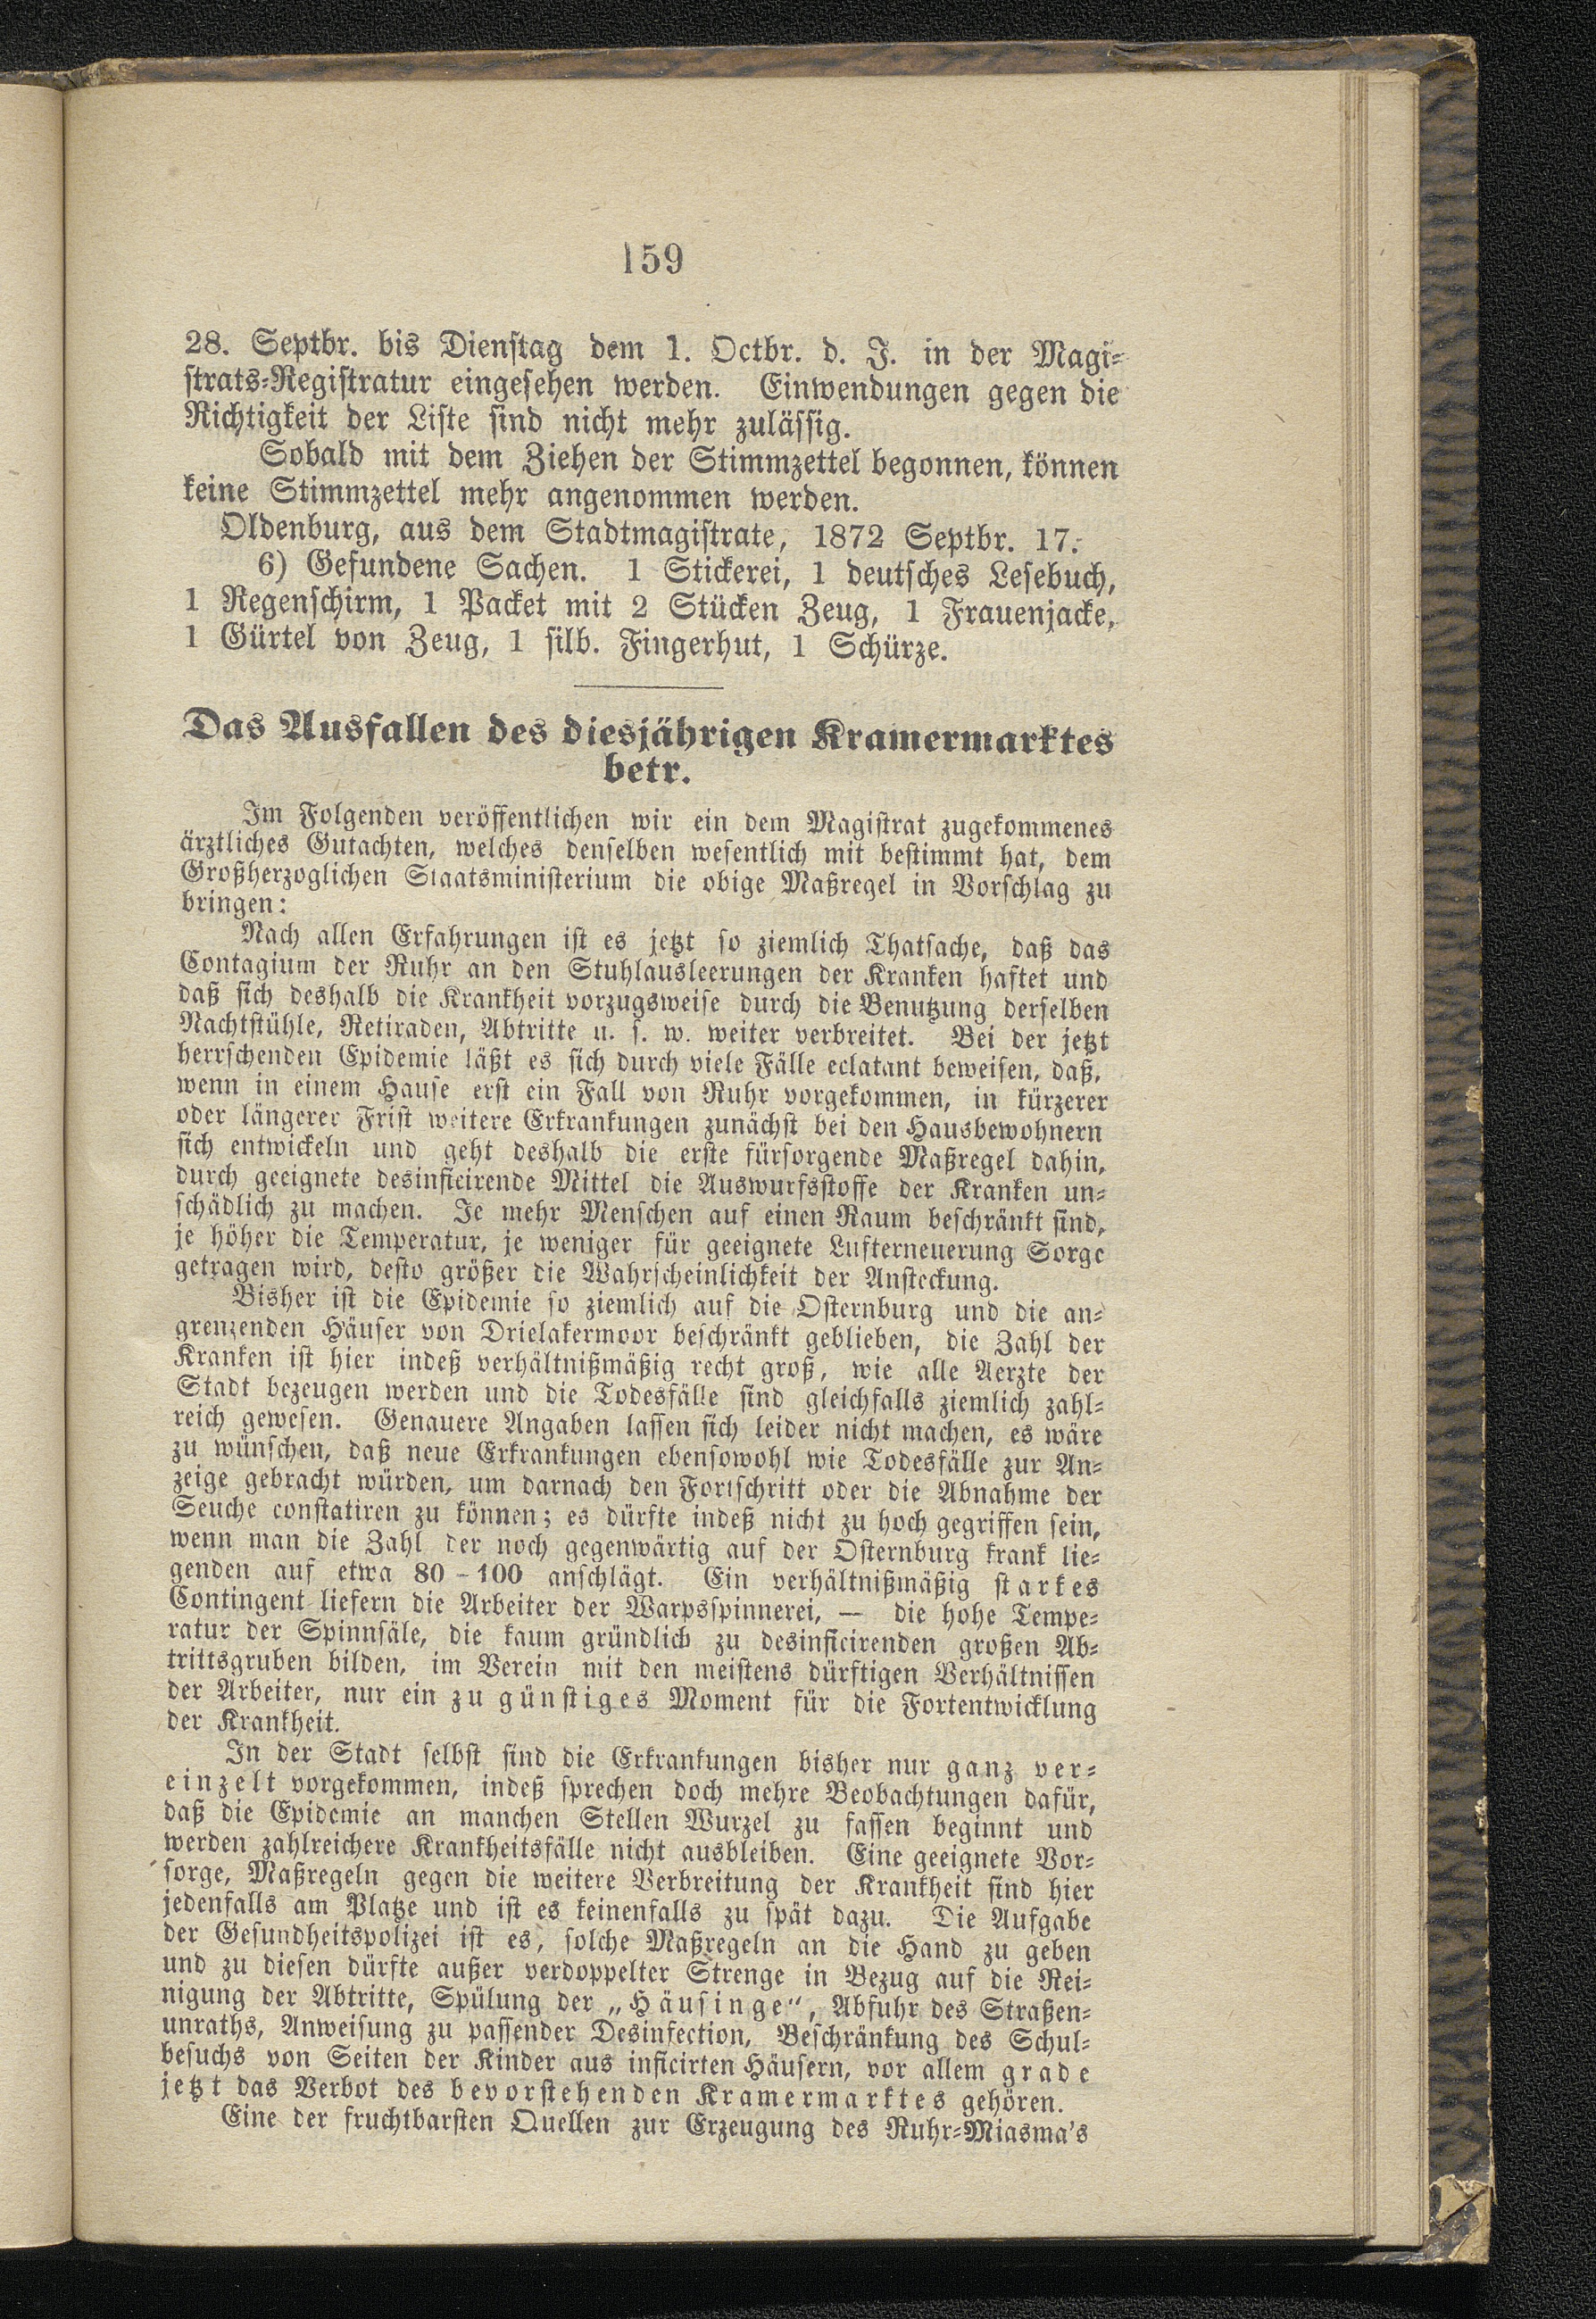 159
28. Septbr. bis Dienstag dem 1. Octbr. d. J. in der Magi-
strats-Registratur eingesehen werden. Einwendungen gegen die
Richtigkeit der Liste sind nicht mehr zulässig.
Sobald mit dem Ziehen der Stimmzettel begonnen, können
keine Stimmzettel mehr angenommen werden.
Oldenburg, aus dem Stadtmagistrate, 1872 Septbr. 17.
6) Gefundene Sachen. 1 Stickerei, 1 deutsches Lesebuch,
1 Regenschirm, 1 Packet mit 2 Stücken Zeug, 1 Frauenjacke,
1 Gürtel von Zeug, 1 silb. Fingerhut, 1 Schürze.
Das Ausfallen des diesjährigen Kramermarktes
betr.
Im Folgenden veröffentlichen wir ein dem Magistrat zugekommenes
ärztliches Gutachten, welches denselben wesentlich mit bestimmt hat, dem
Großherzoglichen Staatsministerium die obige Maßregel in Vorschlag zu
bringen:
Nach allen Erfahrungen ist es jetzt so ziemlich Thatsache, daß das
Contagium der Ruhr an den Stuhlausleerungen der Kranken haftet und
daß sich deshalb die Krankheit vorzugsweise durch die Benutzung derselben
Nachtstühle, Retiraden, Abtritte u. s. w. weiter verbreitet. Bei der jetzt
herrschenden Epidemie läßt es sich durch viele Fälle eclatant beweisen, daß,
wenn in einem Hause erst ein Fall von Ruhr vorgekommen, in kürzerer
oder längerer Frist weitere Erkrankungen zunächst bei den Hausbewohnern
sich entwickeln und geht deshalb die erste fürsorgende Maßregel dahin,
durch geeignete desinficirende Mittel die Auswurfsstoffe der Kranken un-
schädlich zu machen. Je mehr Menschen auf einen Raum beschränkt sind,
je höher die Temperatur, je weniger für geeignete Lufterneuerung Sorge
getragen wird, desto größer die Wahrscheinlichkeit der Ansteckung.
Bisher ist die Epidemie so ziemlich auf die Osternburg und die an-
grenzenden Häuser von Drielakermoor beschränkt geblieben, die Zahl der
Kranken ist hier indeß verhältnißmäßig recht groß, wie alle Aerzte der
Stadt bezeugen werden und die Todesfälle sind gleichfalls ziemlich zahl-
reich gewesen. Genauere Angaben lassen sich leider nicht machen, es wäre
zu wünschen, daß neue Erkrankungen ebensowohl wie Todesfälle zur An-
zeige gebracht würden, um darnach den Fortschritt oder die Abnahme der
Seuche constatiren zu können; es dürfte indeß nicht zu hoch gegriffen sein,
wenn man die Zahl der noch gegenwärtig auf der Osternburg krank lie-
genden auf etwa 80-100 anschlägt. Ein verhältnißmäßig starkes
Contingent liefern die Arbeiter der Warpsspinnerei, — die hohe Tempe-
ratur der Spinnsäle, die kaum gründlich zu desinficirenden großen Ab-
trittsgruben bilden, im Verein mit den meistens dürftigen Verhältnissen
der Arbeiter, nur ein zu günstiges Moment für die Fortentwicklung
der Krankheit.
In der Stadt selbst sind die Erkrankungen bisher nur ganz ver-
einzelt vorgekommen, indeß sprechen doch mehre Beobachtungen dafür,
daß die Epidemie an manchen Stellen Wurzel zu fassen beginnt und
werden zahlreichere Krankheitsfälle nicht ausbleiben. Eine geeignete Vor-
sorge, Maßregeln gegen die weitere Verbreitung der Krankheit sind hier
jedenfalls am Platze und ist es keinenfalls zu spät dazu. Die Aufgabe
der Gesundheitspolizei ist es, solche Maßregeln an die Hand zu geben
und zu diesen dürfte außer verdoppelter Strenge in Bezug auf die Rei-
nigung der Abtritte, Spülung der „Häusinge“, Abfuhr des Straßen-
unraths, Anweisung zu passender Desinfection, Beschränkung des Schul-
besuchs von Seiten der Kinder aus inficirten Häusern, vor allem grade
jetzt das Verbot des bevorstehenden Kramermarktes gehören.
Eine der fruchtbarsten Quellen zur Erzeugung des Ruhr-Miasma's